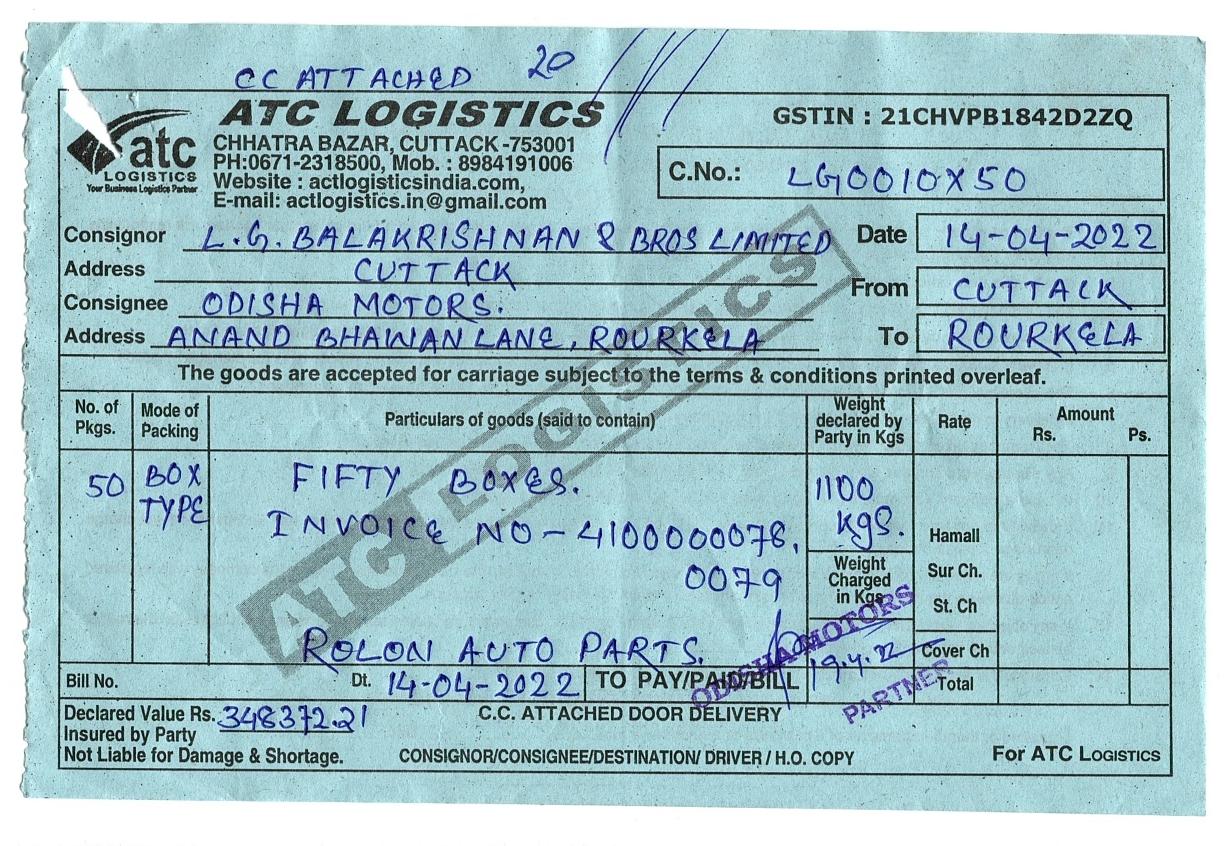 CC ATTACHED 20
ATC LOGISTICS
GSTIN : 21CHVPB1842D2ZQ
atc
LOGISTICS
Your Business Logistics Partner
CHHATRA BAZAR, CUTTACK -753001
PH:0671-2318500, Mob. : 8984191006
Website : actlogisticsindia.com,
E-mail: actlogistics.in@gmail.com
C.No.: LG0010X50
Consignor L.G. BALAKRISHNAN & BROS LIMITED Date 14-04-2022
Address CUTTACK
Consignee ODISHA MOTORS. From CUTTACK
Address ANAND BHAWAN LANE, ROURKELA To ROURKELA
The goods are accepted for carriage subject to the terms & conditions printed overleaf.
No. of Pkgs. Mode of Packing Particulars of goods (said to contain) Weight declared by Party in Kgs Rate Amount Rs. Ps.
50 BOX TYPE FIFTY BOXES. 1100 kgs.
INVOICE NO - 4100000078,
0079
Hamall
Weight Charged in Kgs
Sur Ch.
St. Ch
ROLON AUTO PARTS.
Cover Ch
ATC LOGISTICS
ODISHA MOTORS
19.4.22
PARTNER
Bill No. Dt. 14-04-2022 TO PAY/PAID/BILL Total
Declared Value Rs. 348372.21 C.C. ATTACHED DOOR DELIVERY
Insured by Party
Not Liable for Damage & Shortage. CONSIGNOR/CONSIGNEE/DESTINATION/ DRIVER / H.O. COPY For ATC LOGISTICS